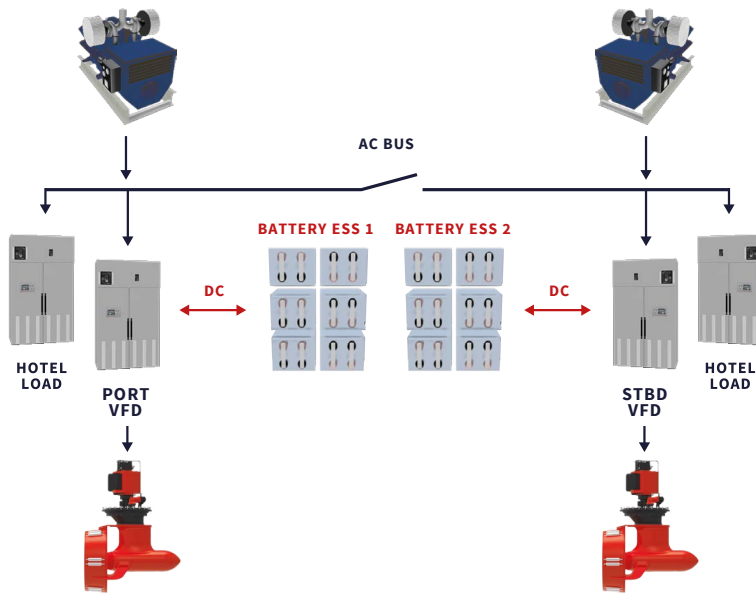 AC BUS
BATTERY ESS 1
BATTERY ESS 2
DC
DC
HOTEL
LOAD
PORT
VFD
STBD
VFD
HOTEL
LOAD